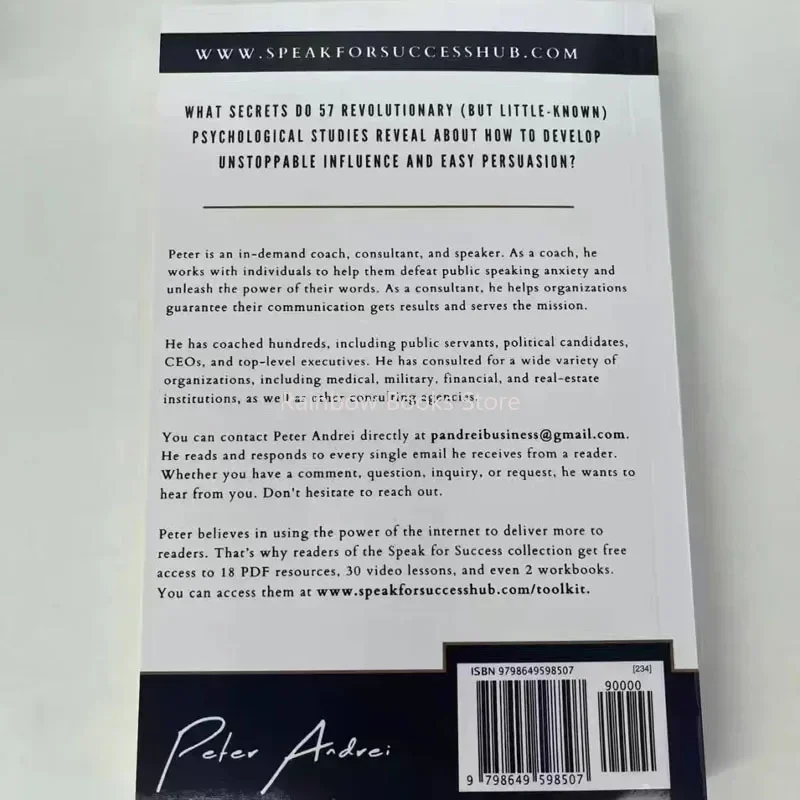 WWW.SPEAKFORSUCCESSHUB.COM
WHAT SECRETS DO 57 REVOLUTIONARY (BUT LITTLE-KNOWN)
PSYCHOLOGICAL STUDIES REVEAL ABOUT HOW TO DEVELOP
UNSTOPPABLE INFLUENCE AND EASY PERSUASION?
Peter is an in-demand coach, consultant, and speaker. As a coach, he
works with individuals to help them defeat public speaking anxiety and
unleash the power of their words. As a consultant, he helps organizations
guarantee their communication gets results and serves the mission.
He has coached hundreds, including public servants, political candidates,
CEOs, and top-level executives. He has consulted for a wide variety of
organizations, including medical, military, financial, and real-estate
institutions, as well as other consulting agencies.
Rainbow Books Store
You can contact Peter Andrei directly at pandreibusiness@gmail.com.
He reads and responds to every single email he receives from a reader.
Whether you have a comment, question, inquiry, or request, he wants to
hear from you. Don't hesitate to reach out.
Peter believes in using the power of the internet to deliver more to
readers. That's why readers of the Speak for Success collection get free
access to 18 PDF resources, 30 video lessons, and even 2 workbooks.
You can access them at www.speakforsuccesshub.com/toolkit.
Peter Andrei
ISBN 9798649598507
[234]
90000
9 798649 598507